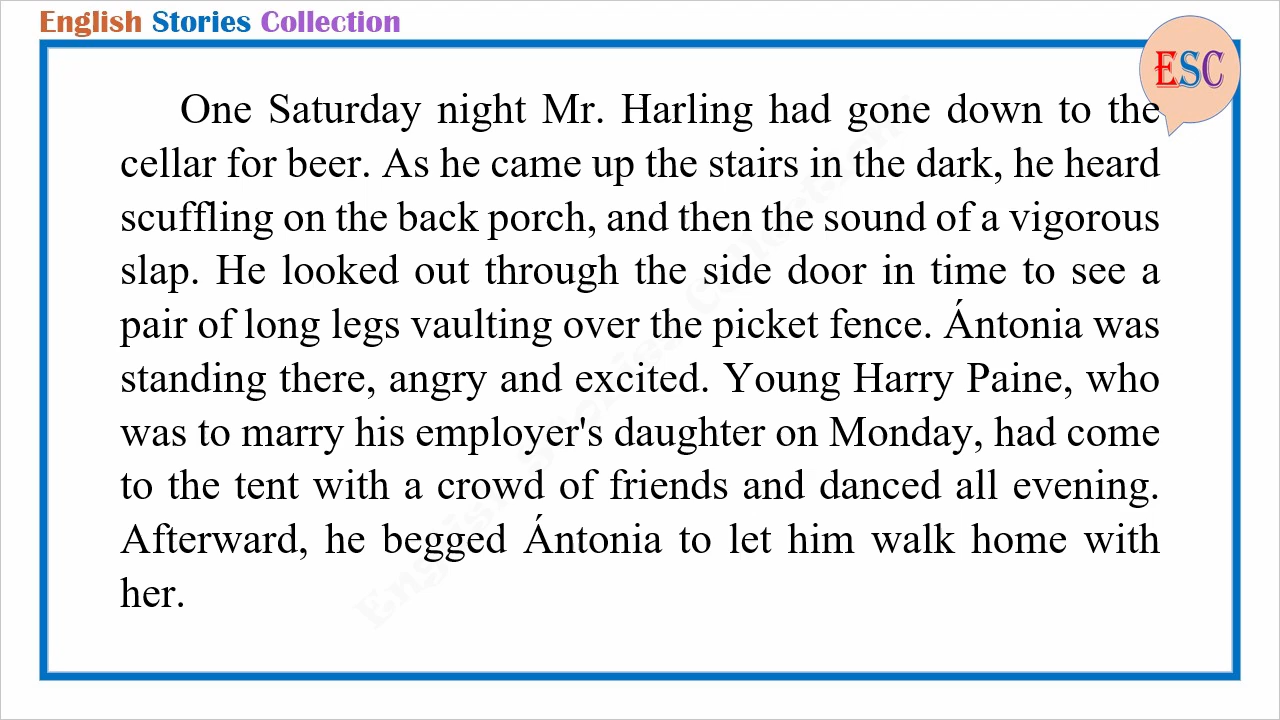 English Stories Collection
ESC
One Saturday night Mr. Harling had gone down to the
cellar for beer. As he came up the stairs in the dark, he heard
scuffling on the back porch, and then the sound of a vigorous
slap. He looked out through the side door in time to see a
pair of long legs vaulting over the picket fence. Ántonia was
standing there, angry and excited. Young Harry Paine, who
was to marry his employer's daughter on Monday, had come
to the tent with a crowd of friends and danced all evening.
Afterward, he begged Ántonia to let him walk home with
her.
English Stories Collection